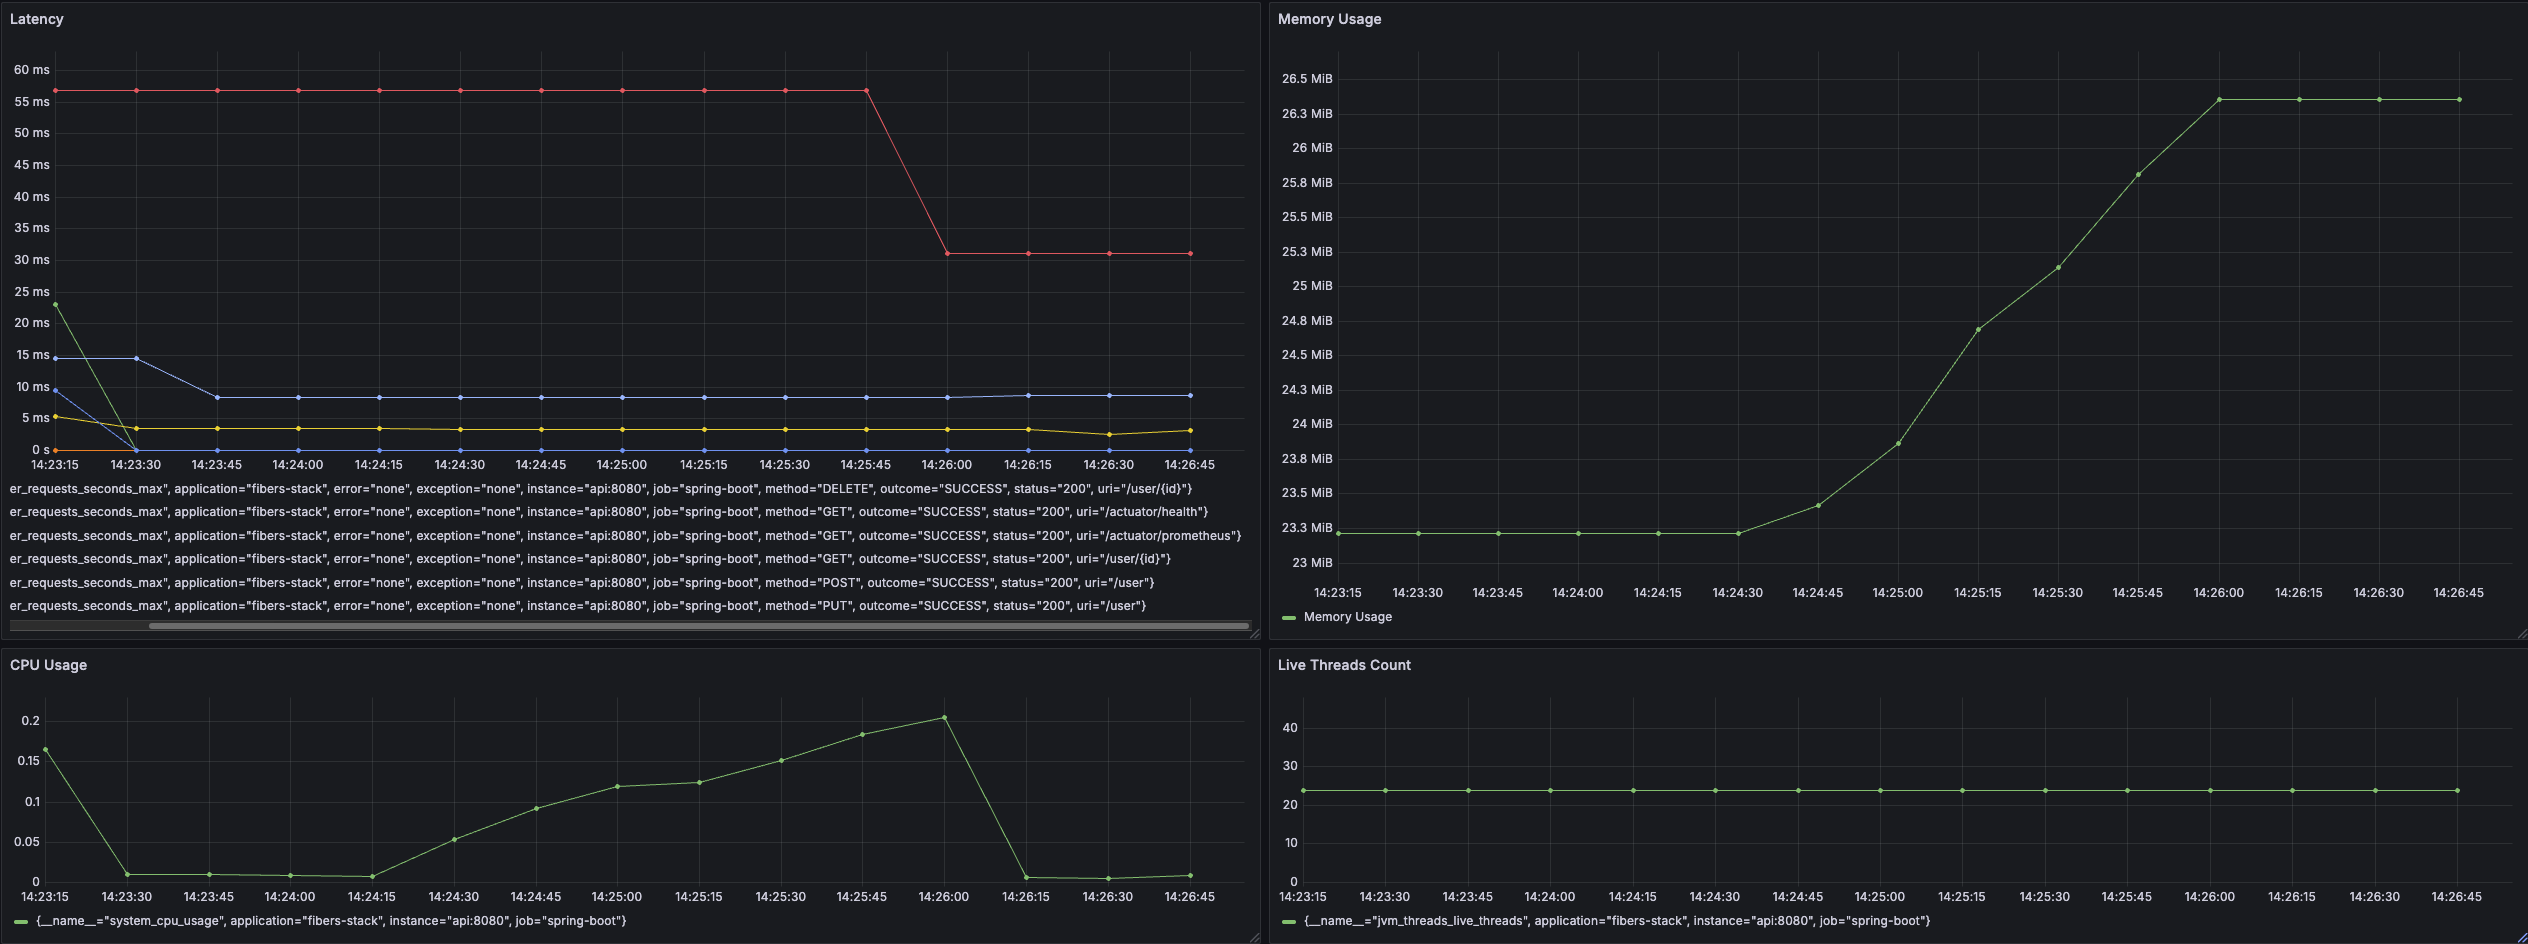 Latency
60 ms
55 ms
50 ms
45 ms
40 ms
35 ms
30 ms
25 ms
20 ms
15 ms
10 ms
5 ms
0 s
14:23:15 14:23:30 14:23:45 14:24:00 14:24:15 14:24:30 14:24:45 14:25:00 14:25:15 14:25:30 14:25:45 14:26:00 14:26:15 14:26:30 14:26:45
er_requests_seconds_max", application="fibers-stack", error="none", exception="none", instance="api:8080", job="spring-boot", method="DELETE", outcome="SUCCESS", status="200", uri="/user/{id}"}
er_requests_seconds_max", application="fibers-stack", error="none", exception="none", instance="api:8080", job="spring-boot", method="GET", outcome="SUCCESS", status="200", uri="/actuator/health"}
er_requests_seconds_max", application="fibers-stack", error="none", exception="none", instance="api:8080", job="spring-boot", method="GET", outcome="SUCCESS", status="200", uri="/actuator/prometheus"}
er_requests_seconds_max", application="fibers-stack", error="none", exception="none", instance="api:8080", job="spring-boot", method="GET", outcome="SUCCESS", status="200", uri="/user/{id}"}
er_requests_seconds_max", application="fibers-stack", error="none", exception="none", instance="api:8080", job="spring-boot", method="POST", outcome="SUCCESS", status="200", uri="/user"}
er_requests_seconds_max", application="fibers-stack", error="none", exception="none", instance="api:8080", job="spring-boot", method="PUT", outcome="SUCCESS", status="200", uri="/user"}
Memory Usage
26.5 MiB
26.3 MiB
26 MiB
25.8 MiB
25.5 MiB
25.3 MiB
25 MiB
24.8 MiB
24.5 MiB
24.3 MiB
24 MiB
23.8 MiB
23.5 MiB
23.3 MiB
23 MiB
14:23:15 14:23:30 14:23:45 14:24:00 14:24:15 14:24:30 14:24:45 14:25:00 14:25:15 14:25:30 14:25:45 14:26:00 14:26:15 14:26:30 14:26:45
Memory Usage
CPU Usage
0.2
0.15
0.1
0.05
0
14:23:15 14:23:30 14:23:45 14:24:00 14:24:15 14:24:30 14:24:45 14:25:00 14:25:15 14:25:30 14:25:45 14:26:00 14:26:15 14:26:30 14:26:45
{__name__="system_cpu_usage", application="fibers-stack", instance="api:8080", job="spring-boot"}
Live Threads Count
40
30
20
10
0
14:23:15 14:23:30 14:23:45 14:24:00 14:24:15 14:24:30 14:24:45 14:25:00 14:25:15 14:25:30 14:25:45 14:26:00 14:26:15 14:26:30 14:26:45
{__name__="jvm_threads_live_threads", application="fibers-stack", instance="api:8080", job="spring-boot"}